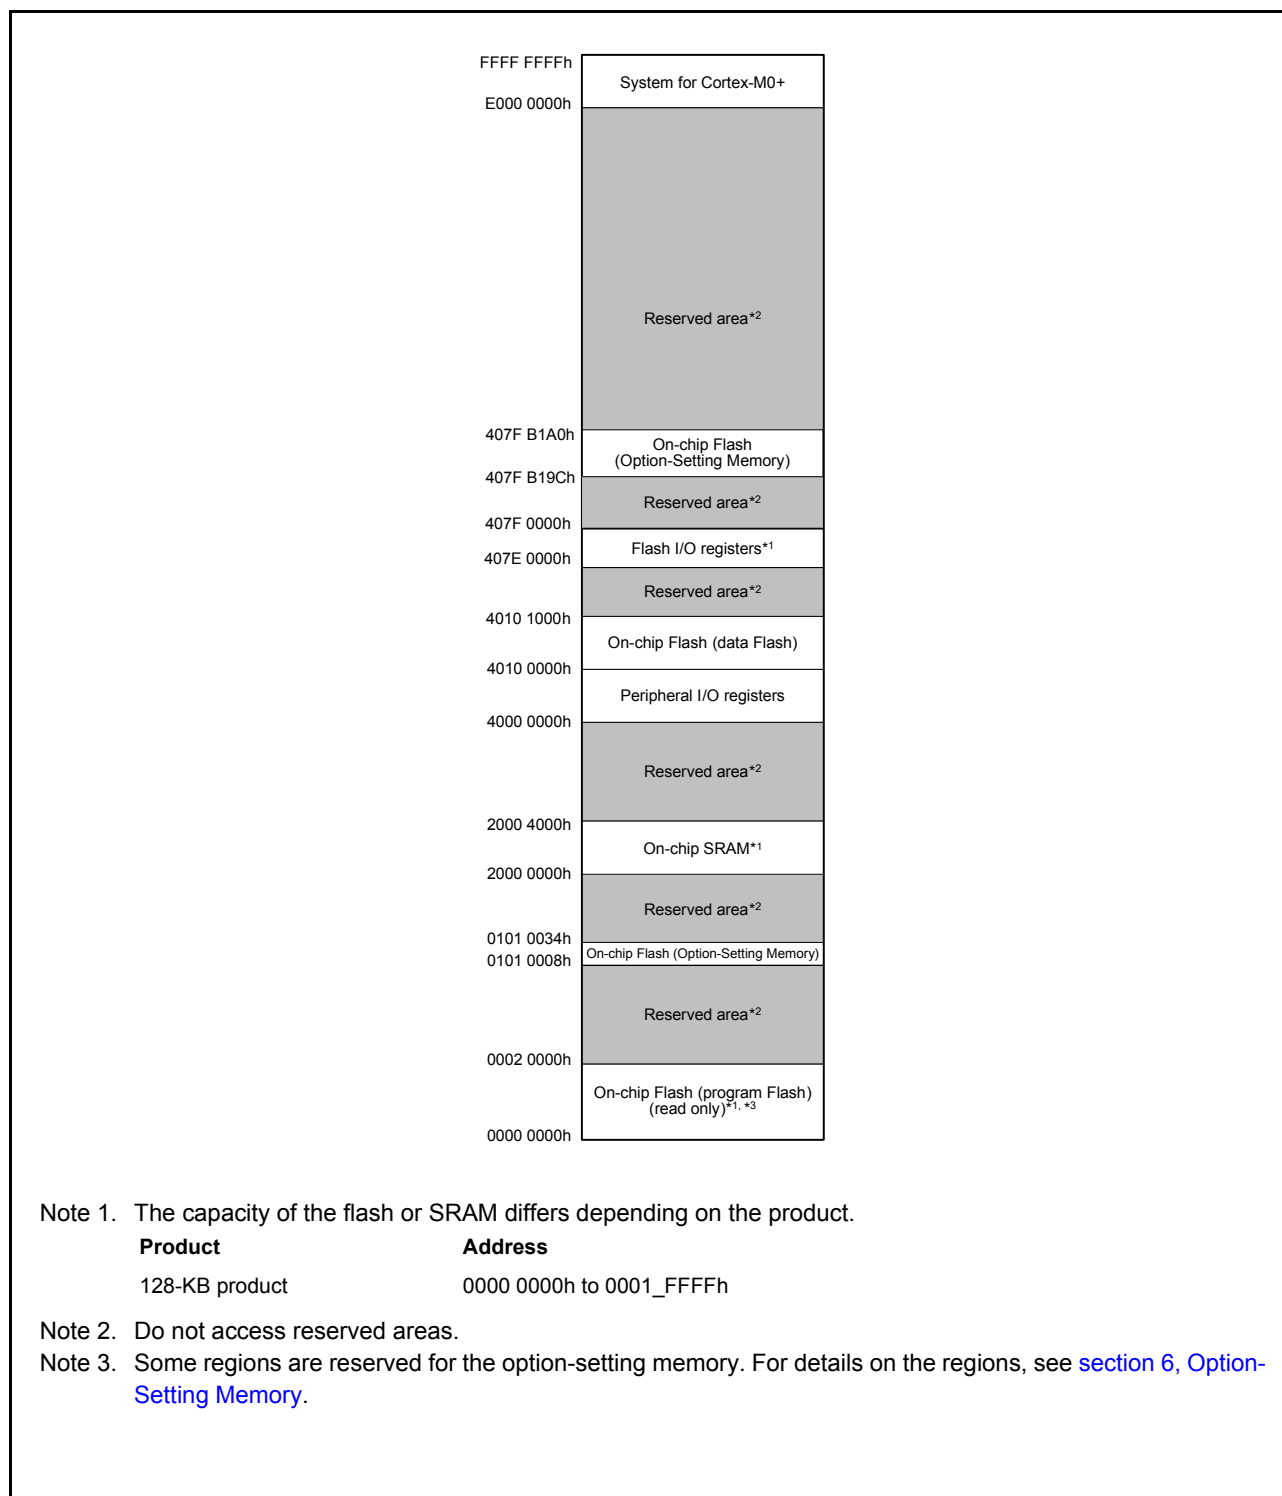 FFFF FFFFh
System for Cortex-M0+
E000 0000h
Reserved area*2
407F B1A0h
On-chip Flash
(Option-Setting Memory)
407F B19Ch
Reserved area*2
407F 0000h
Flash I/O registers*1
407E 0000h
Reserved area*2
4010 1000h
On-chip Flash (data Flash)
4010 0000h
Peripheral I/O registers
4000 0000h
Reserved area*2
2000 4000h
On-chip SRAM*1
2000 0000h
Reserved area*2
0101 0034h
On-chip Flash (Option-Setting Memory)
0101 0008h
Reserved area*2
0002 0000h
On-chip Flash (program Flash)
(read only)*1, *3
0000 0000h
Note 1. The capacity of the flash or SRAM differs depending on the product.
Product Address
128-KB product 0000 0000h to 0001_FFFFh
Note 2. Do not access reserved areas.
Note 3. Some regions are reserved for the option-setting memory. For details on the regions, see section 6, Option-
Setting Memory.